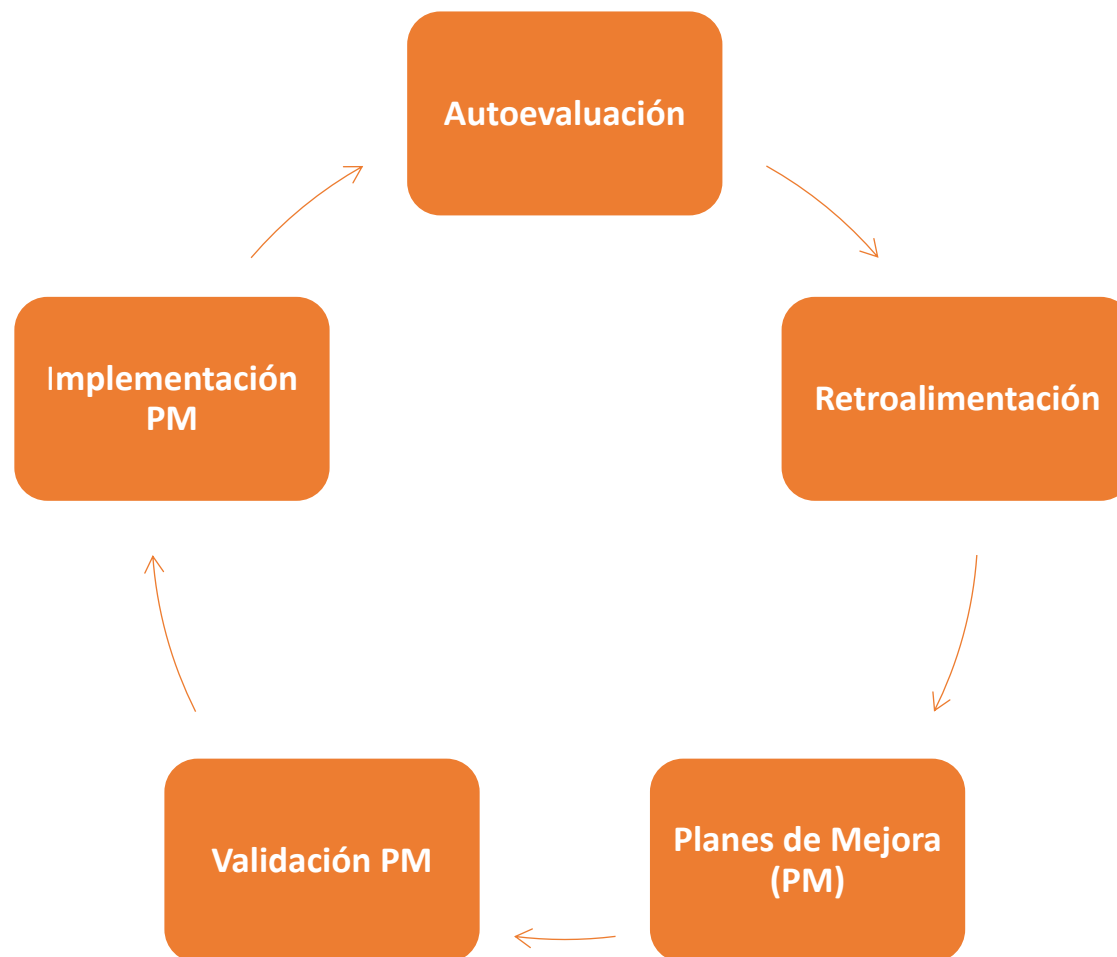 Autoevaluación
Retroalimentación
Planes de Mejora
(PM)
Validación PM
Implementación
PM